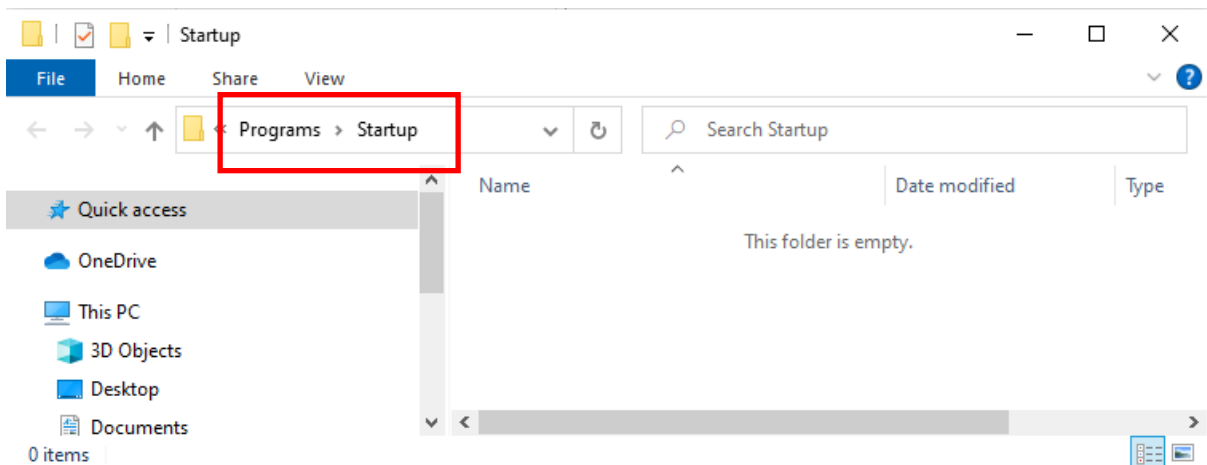 Startup
File Home Share View
« Programs > Startup
Search Startup
Name Date modified Type
Quick access
This folder is empty.
OneDrive
This PC
3D Objects
Desktop
Documents
0 items